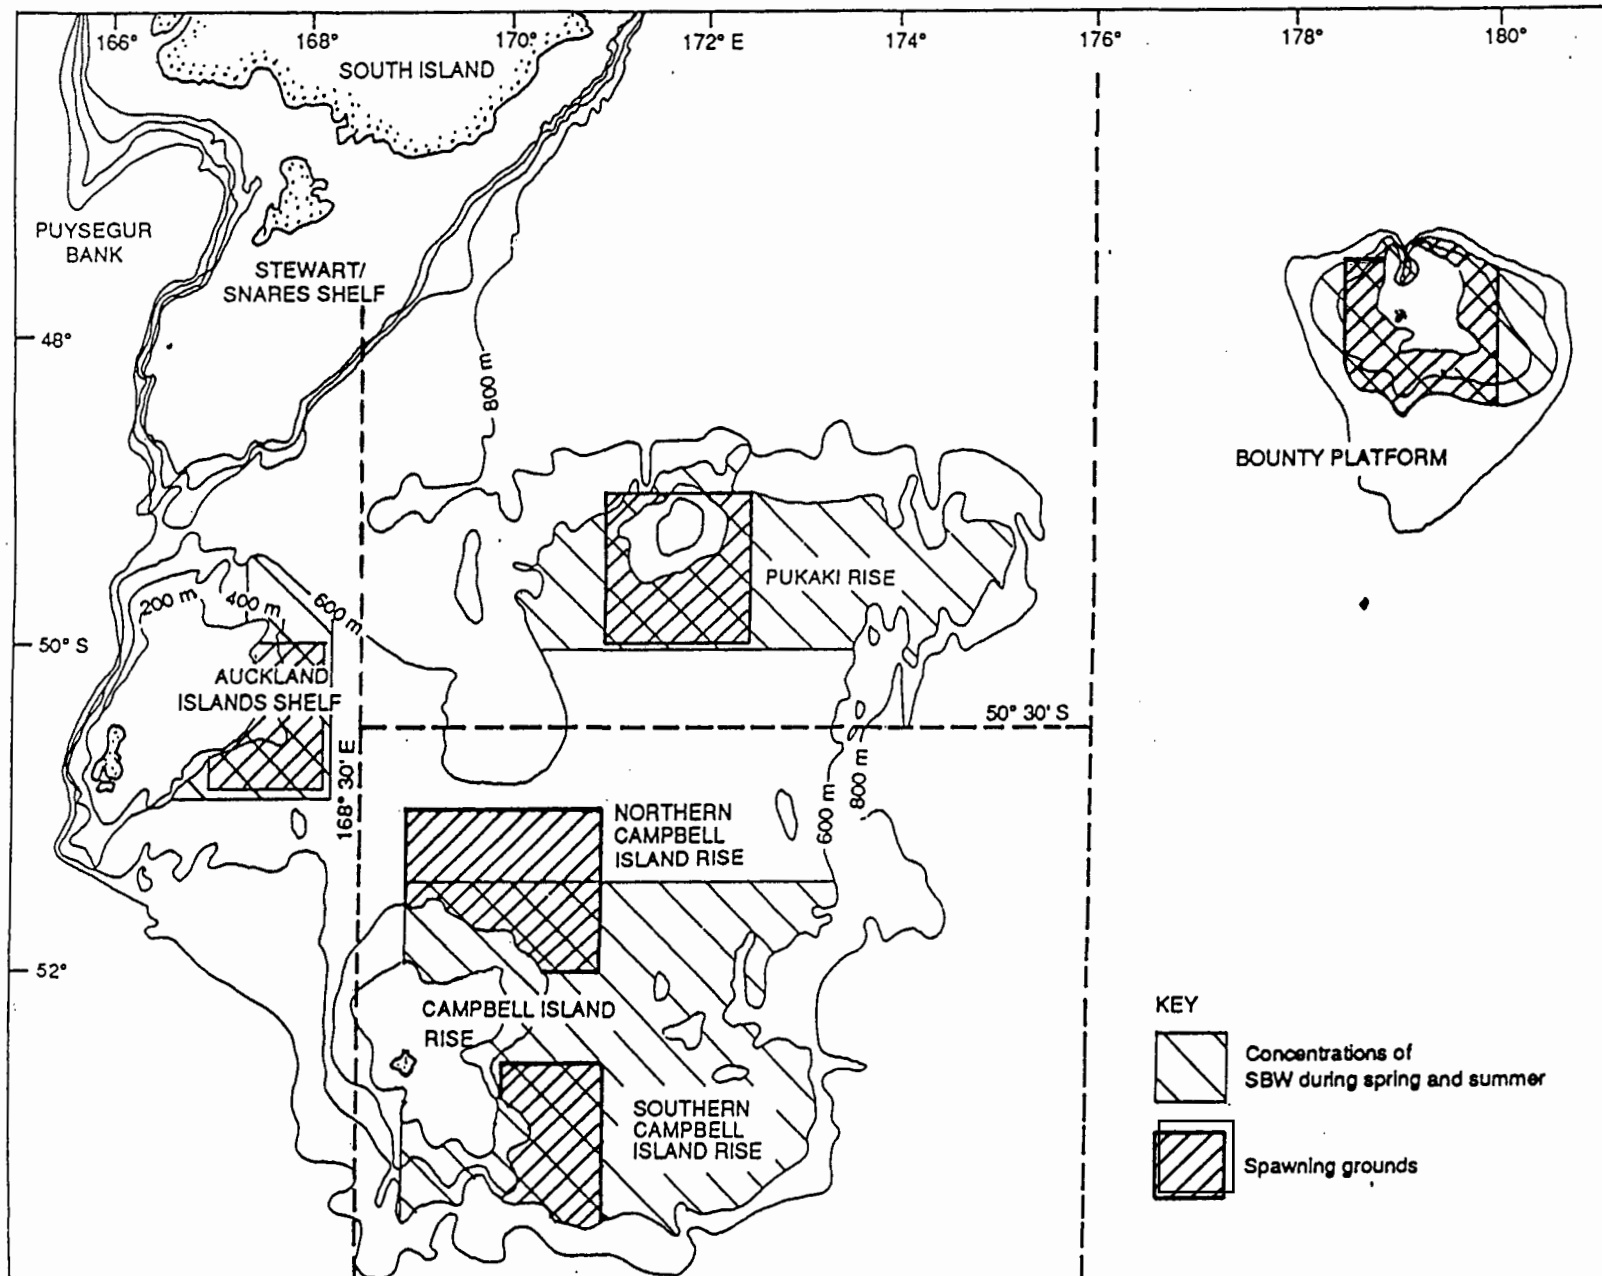 166°
168°
170°
172° E
174°
176°
178°
180°
SOUTH ISLAND
PUYSEGUR
BANK
STEWART/
SNARES SHELF
48°
800 m
BOUNTY PLATFORM
PUKAKI RISE
200 m
400 m
600 m
50° S
AUCKLAND
ISLANDS SHELF
50° 30' S
168° 30' E
600 m
800 m
NORTHERN
CAMPBELL
ISLAND RISE
52°
CAMPBELL ISLAND
RISE
SOUTHERN
CAMPBELL
ISLAND RISE
KEY
Concentrations of
SBW during spring and summer
Spawning grounds